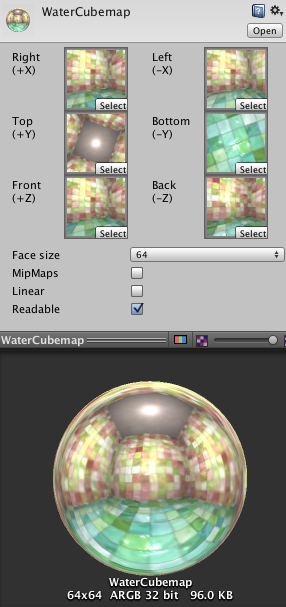 WaterCubemap
Open
Right
(+X)
Select
Left
(-X)
Select
Top
(+Y)
Select
Bottom
(-Y)
Select
Front
(+Z)
Select
Back
(-Z)
Select
Face size
64
MipMaps
Linear
Readable
WaterCubemap
WaterCubemap
64x64 ARGB 32 bit 96.0 KB